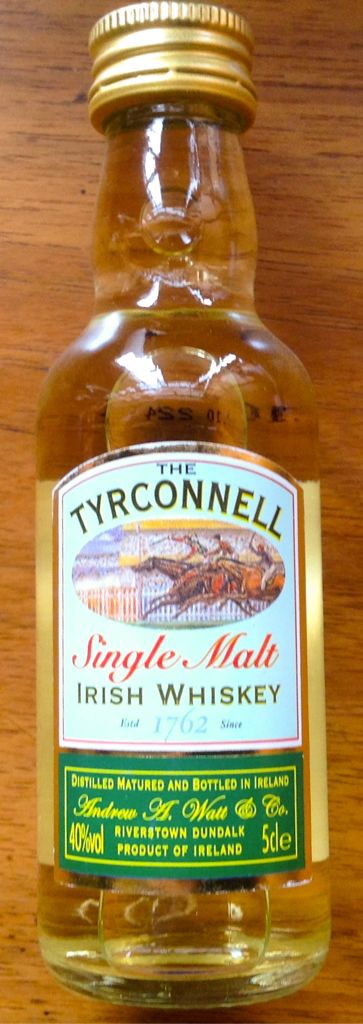 THE
TYRCONNELL
Single Malt
IRISH WHISKEY
Estd 1762 Since
DISTILLED MATURED AND BOTTLED IN IRELAND
Andrew A. Watt & Co.
40%vol RIVERSTOWN DUNDALK 5cle
PRODUCT OF IRELAND